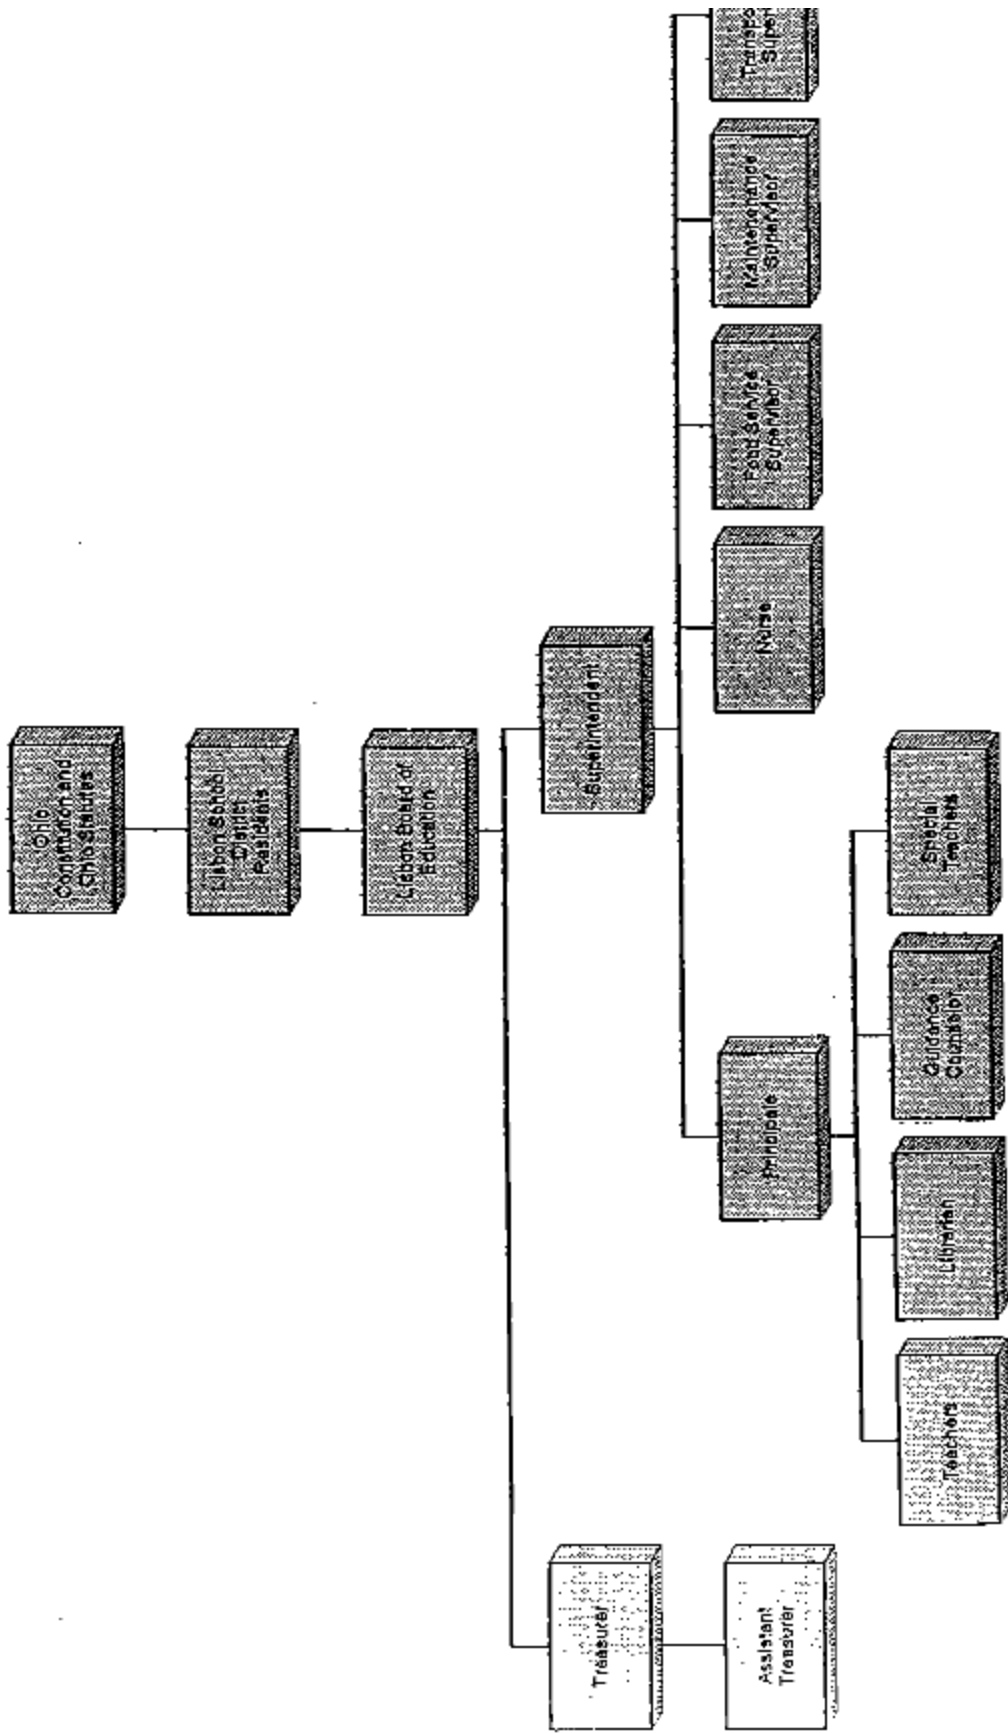 Ohio
Constitution and
Ohio Statutes
Lisbon School
District
Residents
Lisbon Board of
Education
Treasurer
Superintendent
Assistant
Treasurer
Principals
Nurse
Food Service
Supervisor
Maintenance
Supervisor
Teachers
Librarian
Guidance
Counselor
Special
Teachers